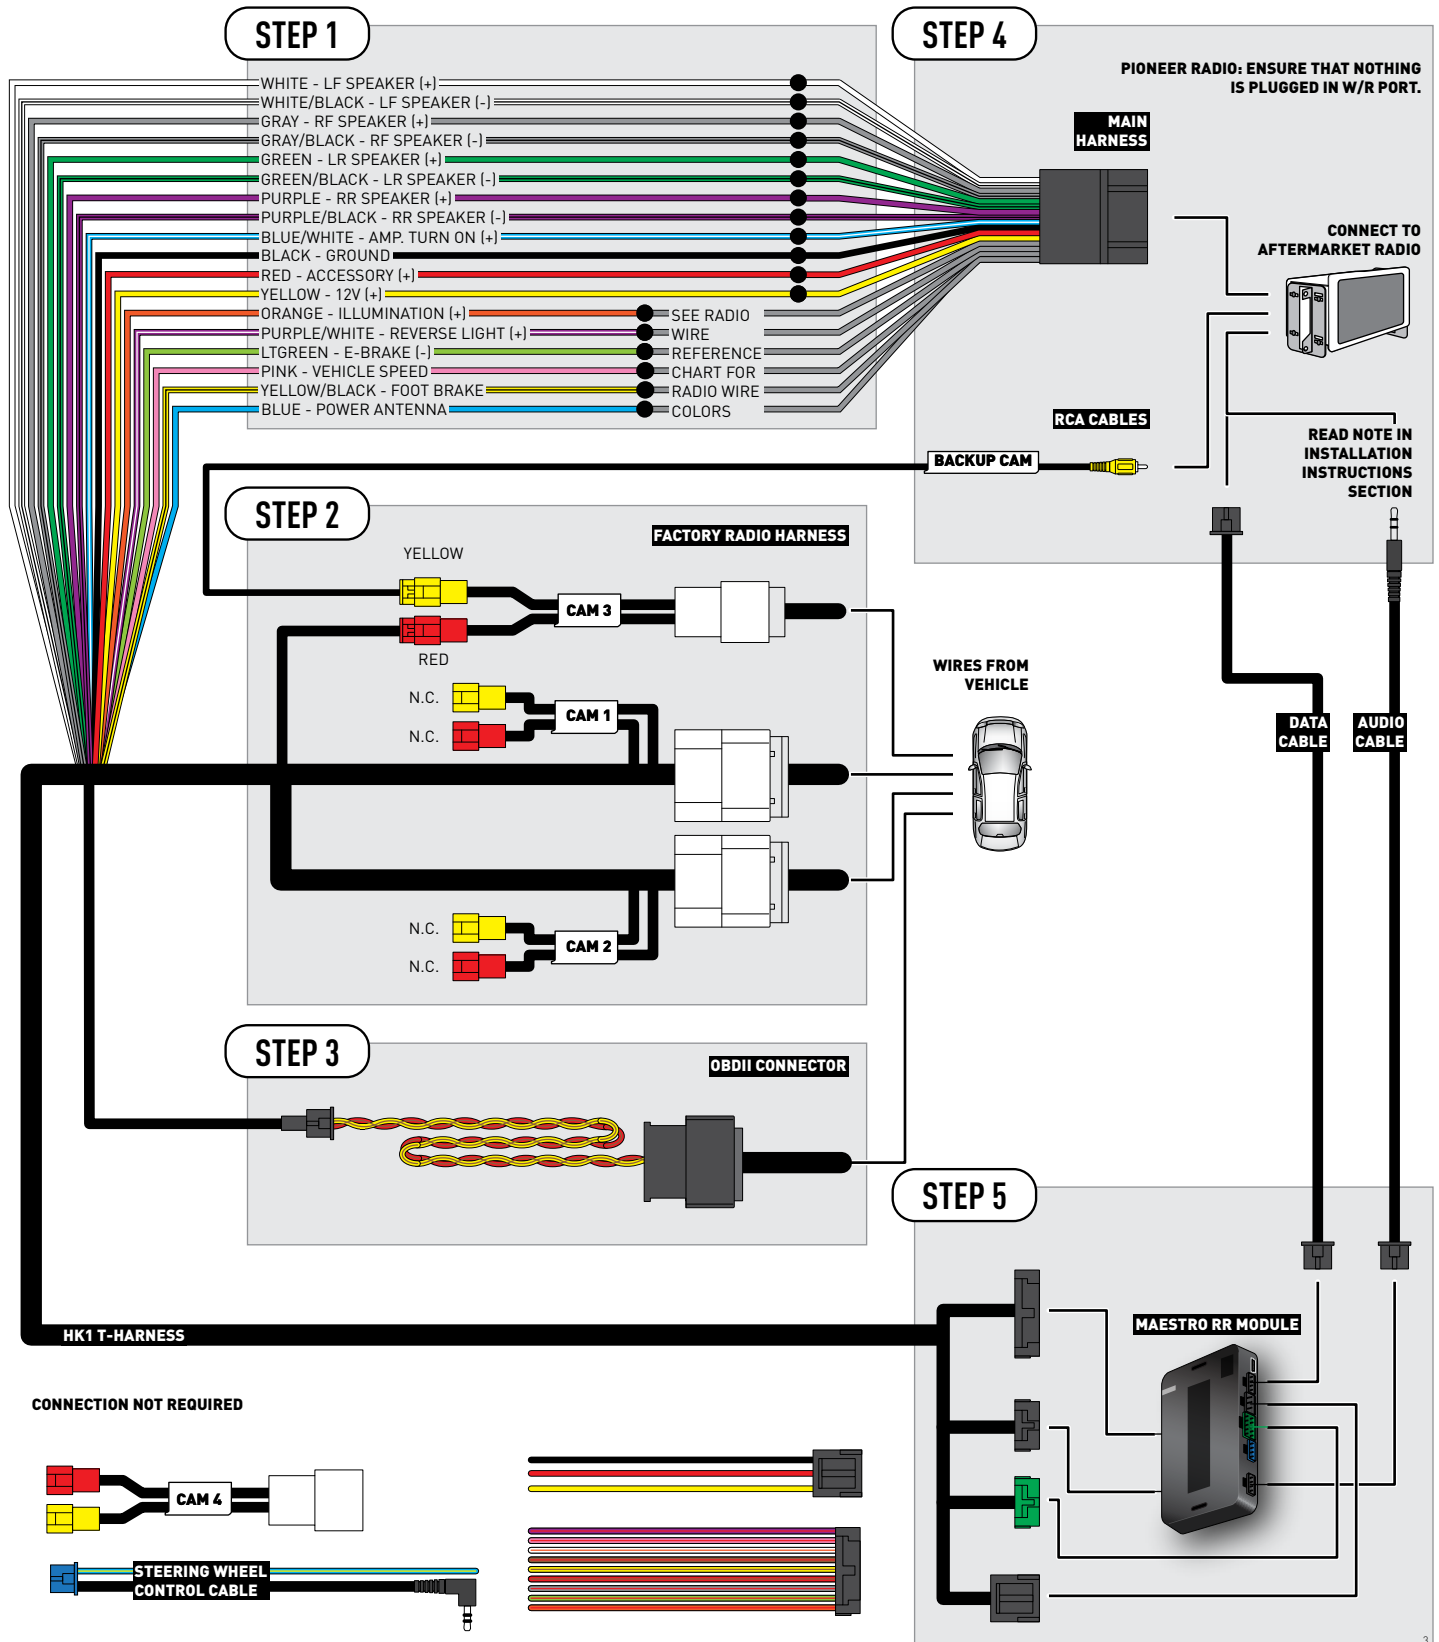 STEP 1
WHITE - LF SPEAKER (+)
WHITE/BLACK - LF SPEAKER (-)
GRAY - RF SPEAKER (+)
GRAY/BLACK - RF SPEAKER (-)
GREEN - LR SPEAKER (+)
GREEN/BLACK - LR SPEAKER (-)
PURPLE - RR SPEAKER (+)
PURPLE/BLACK - RR SPEAKER (-)
BLUE/WHITE - AMP. TURN ON (+)
BLACK - GROUND
RED - ACCESSORY (+)
YELLOW - 12V (+)
ORANGE - ILLUMINATION (+)
PURPLE/WHITE - REVERSE LIGHT (+)
LTGREEN - E-BRAKE (-)
PINK - VEHICLE SPEED
YELLOW/BLACK - FOOT BRAKE
BLUE - POWER ANTENNA
SEE RADIO
WIRE
REFERENCE
CHART FOR
RADIO WIRE
COLORS
STEP 4
PIONEER RADIO: ENSURE THAT NOTHING
IS PLUGGED IN W/R PORT.
MAIN
HARNESS
CONNECT TO
AFTERMARKET RADIO
RCA CABLES
BACKUP CAM
READ NOTE IN
INSTALLATION
INSTRUCTIONS
SECTION
STEP 2
FACTORY RADIO HARNESS
YELLOW
CAM 3
RED
N.C.
CAM 1
N.C.
WIRES FROM
VEHICLE
DATA
CABLE
AUDIO
CABLE
N.C.
CAM 2
N.C.
STEP 3
OBDII CONNECTOR
STEP 5
HK1 T-HARNESS
MAESTRO RR MODULE
CONNECTION NOT REQUIRED
CAM 4
STEERING WHEEL
CONTROL CABLE
3